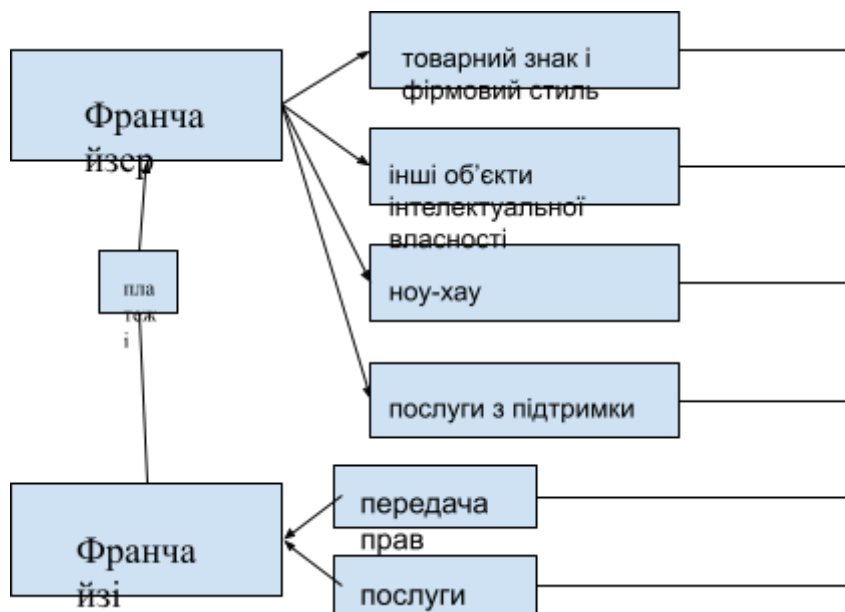 товарний знак і
фірмовий стиль
Франча
йзер
інші об’єкти
інтелектуальної
власності
пла
теж
і
ноу-хау
послуги з підтримки
передача
прав
Франча
йзі
послуги